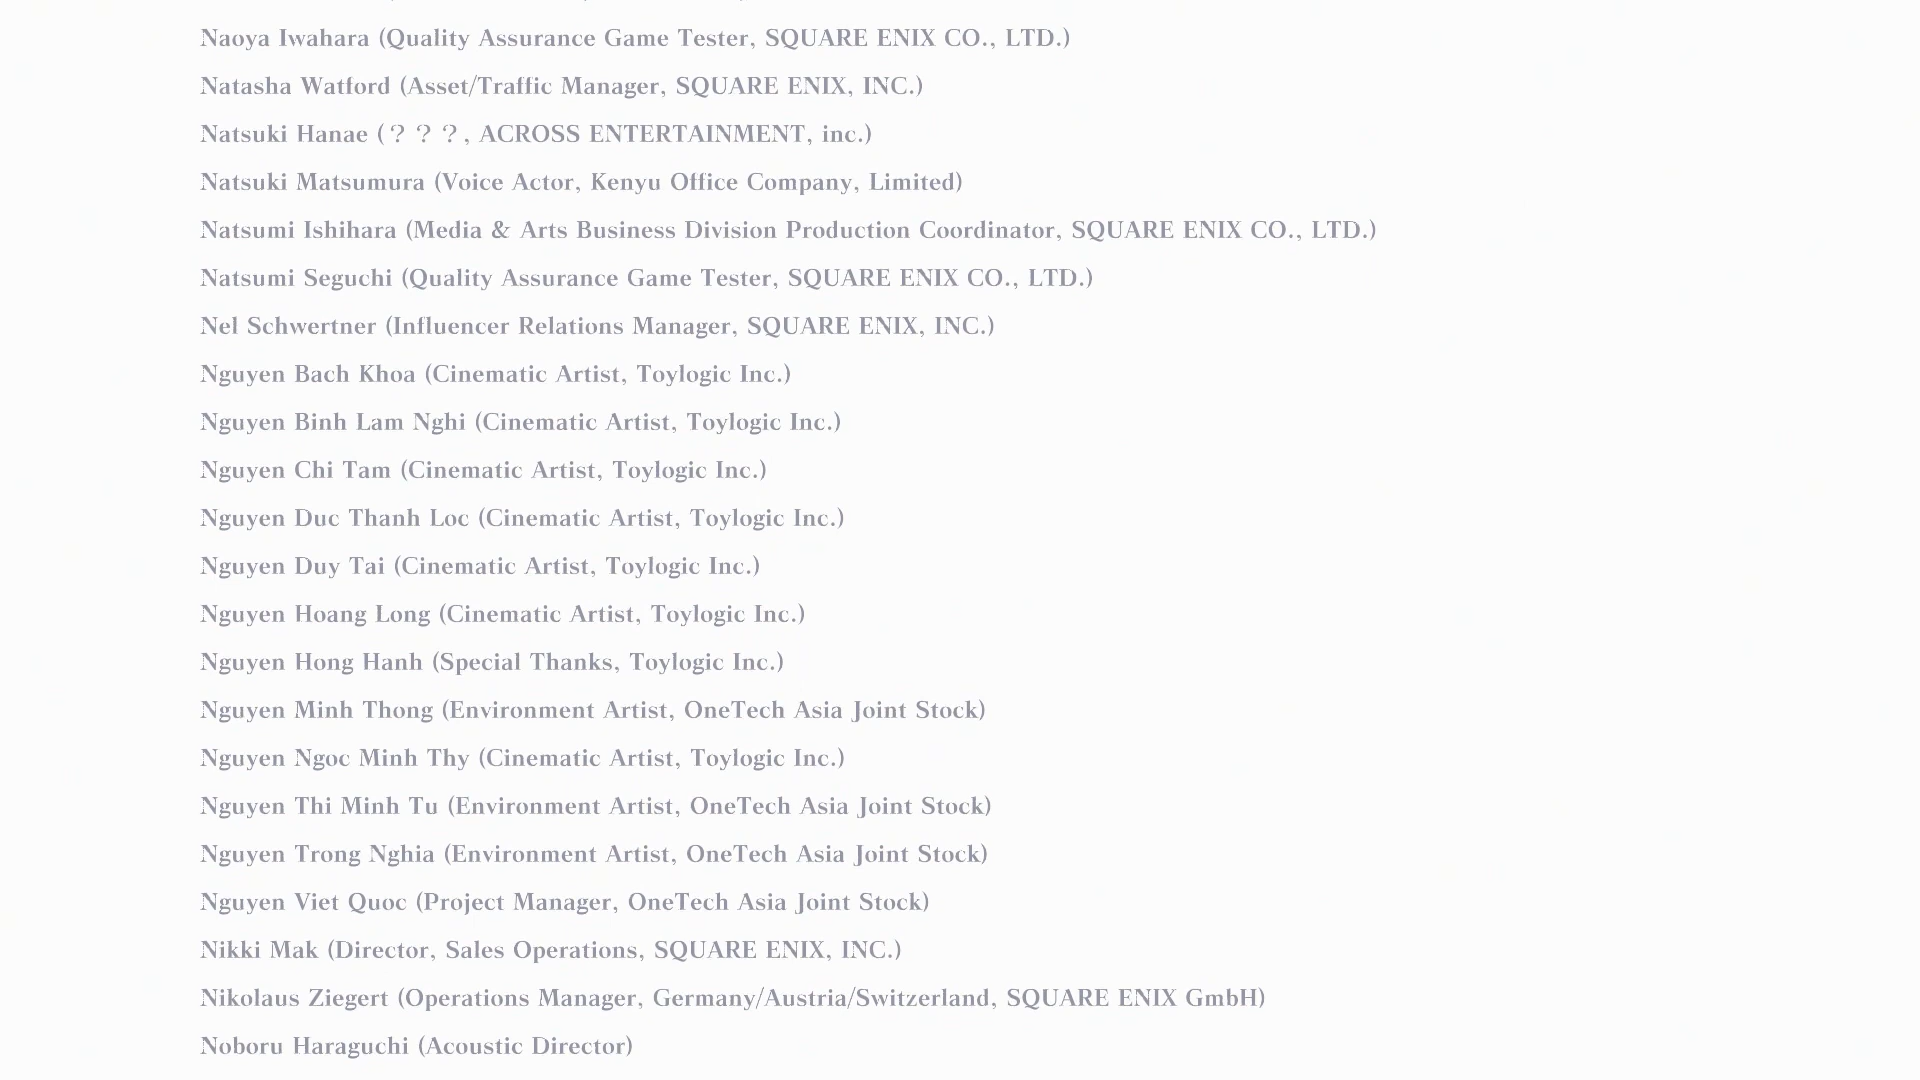 Naoya Iwahara (Quality Assurance Game Tester, SQUARE ENIX CO., LTD.)
Natasha Watford (Asset/Traffic Manager, SQUARE ENIX, INC.)
Natsuki Hanae (？？？, ACROSS ENTERTAINMENT, inc.)
Natsuki Matsumura (Voice Actor, Kenyu Office Company, Limited)
Natsumi Ishihara (Media & Arts Business Division Production Coordinator, SQUARE ENIX CO., LTD.)
Natsumi Seguchi (Quality Assurance Game Tester, SQUARE ENIX CO., LTD.)
Nel Schwertner (Influencer Relations Manager, SQUARE ENIX, INC.)
Nguyen Bach Khoa (Cinematic Artist, Toylogic Inc.)
Nguyen Binh Lam Nghi (Cinematic Artist, Toylogic Inc.)
Nguyen Chi Tam (Cinematic Artist, Toylogic Inc.)
Nguyen Duc Thanh Loc (Cinematic Artist, Toylogic Inc.)
Nguyen Duy Tai (Cinematic Artist, Toylogic Inc.)
Nguyen Hoang Long (Cinematic Artist, Toylogic Inc.)
Nguyen Hong Hanh (Special Thanks, Toylogic Inc.)
Nguyen Minh Thong (Environment Artist, OneTech Asia Joint Stock)
Nguyen Ngoc Minh Thy (Cinematic Artist, Toylogic Inc.)
Nguyen Thi Minh Tu (Environment Artist, OneTech Asia Joint Stock)
Nguyen Trong Nghia (Environment Artist, OneTech Asia Joint Stock)
Nguyen Viet Quoc (Project Manager, OneTech Asia Joint Stock)
Nikki Mak (Director, Sales Operations, SQUARE ENIX, INC.)
Nikolaus Ziegert (Operations Manager, Germany/Austria/Switzerland, SQUARE ENIX GmbH)
Noboru Haraguchi (Acoustic Director)